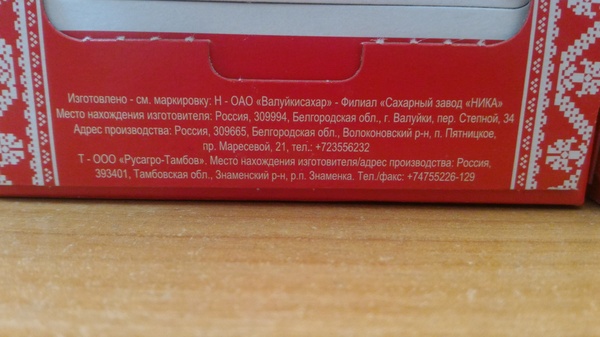 Изготовлено - см. маркировку: Н - ОАО «Валуйкисахар» - Филиал «Сахарный завод «НИКА»
Место нахождения изготовителя: Россия, 309994, Белгородская обл., г. Валуйки, пер. Степной, 34
Адрес производства: Россия, 309665, Белгородская обл., Волоконовский р-н, п. Пятницкое,
пр. Маресевой, 21, тел.: +723556232
Т - ООО «Русагро-Тамбов». Место нахождения изготовителя/адрес производства: Россия,
393401, Тамбовская обл., Знаменский р-н, р.п. Знаменка. Тел./факс: +74755226-129